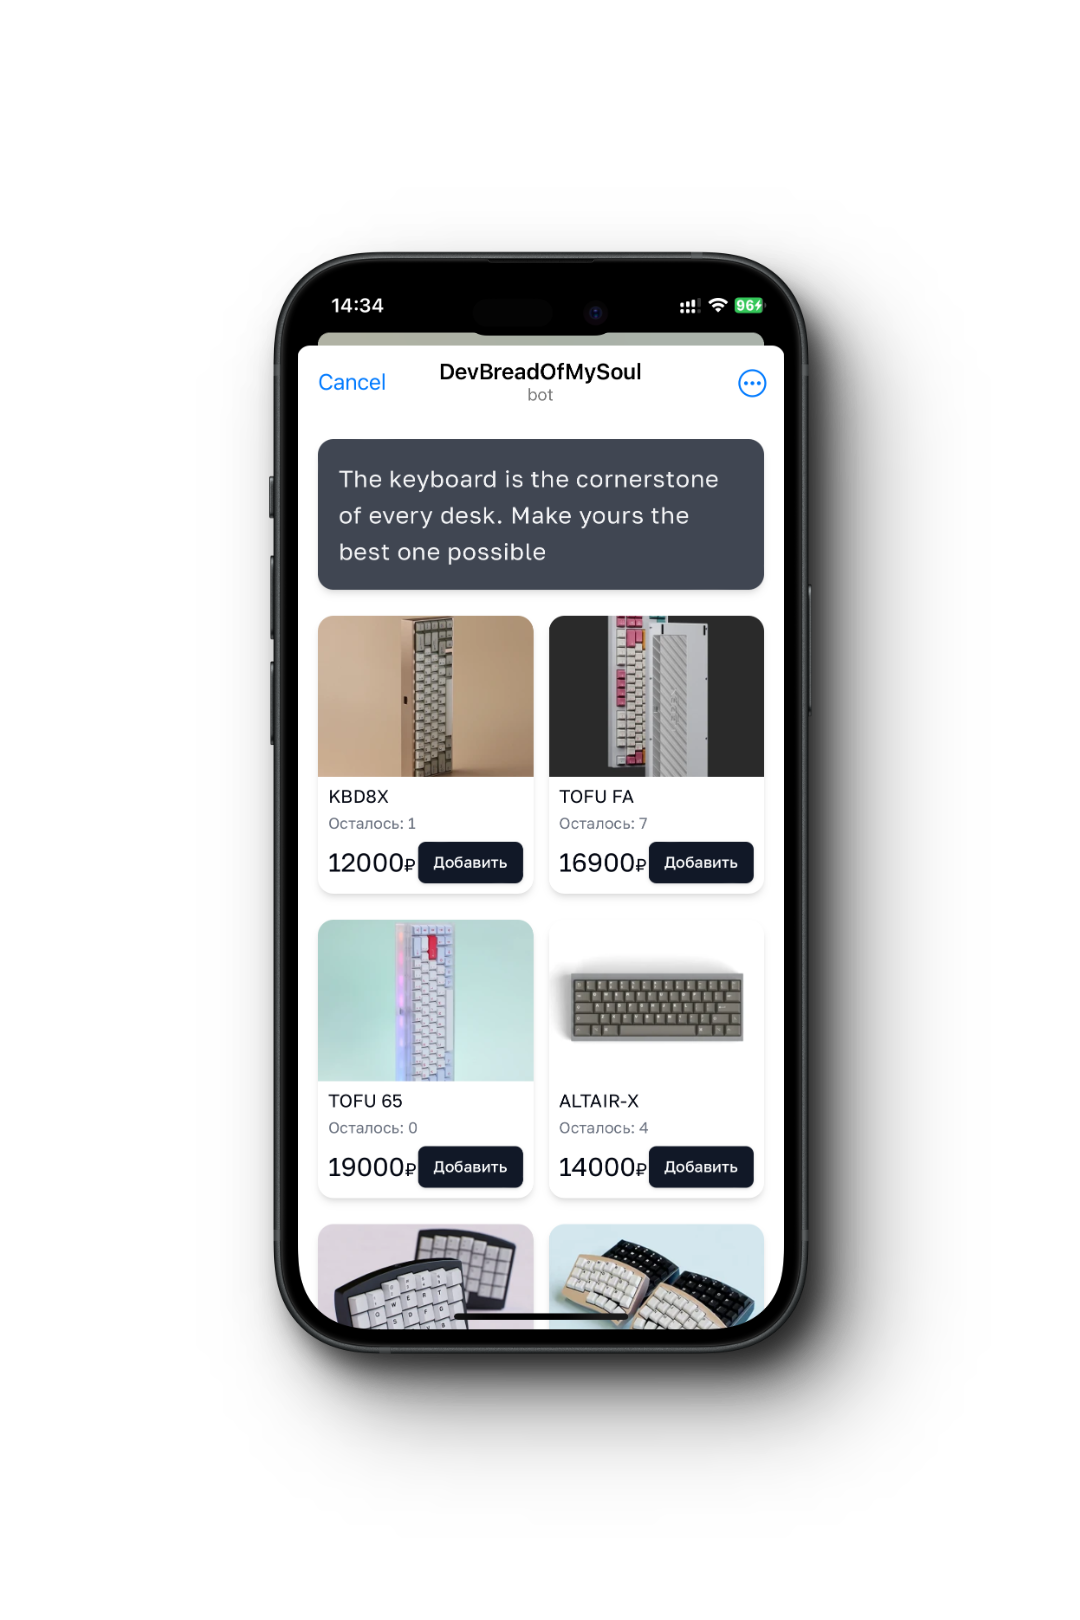 14:34
96
Cancel
DevBreadOfMySoul
bot
The keyboard is the cornerstone
of every desk. Make yours the
best one possible
KBD8X
Осталось: 1
12000₽
Добавить
TOFU FA
Осталось: 7
16900₽
Добавить
TOFU 65
Осталось: 0
19000₽
Добавить
ALTAIR-X
Осталось: 4
14000₽
Добавить